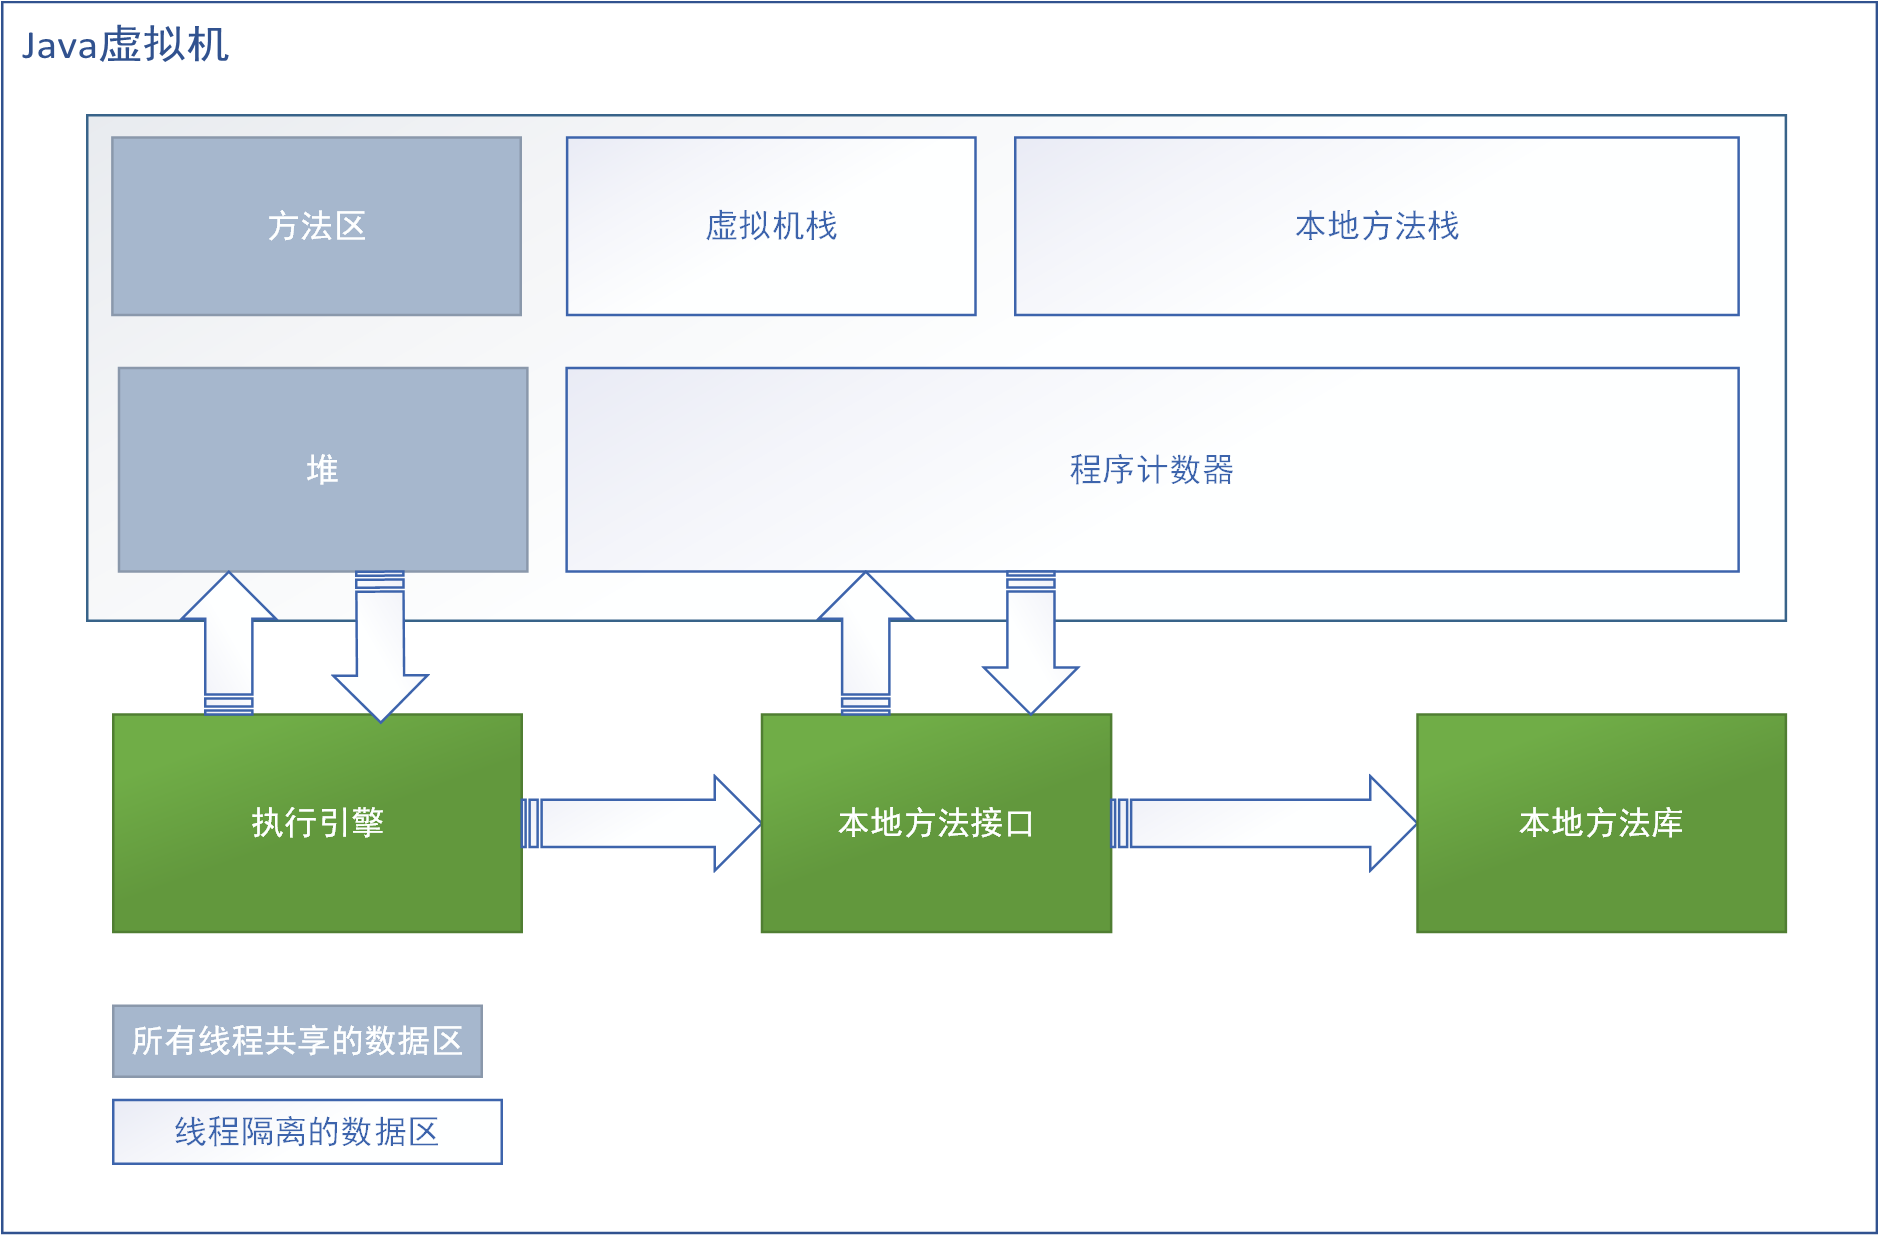 Java虚拟机
方法区
虚拟机栈
本地方法栈
堆
程序计数器
执行引擎
本地方法接口
本地方法库
所有线程共享的数据区
线程隔离的数据区